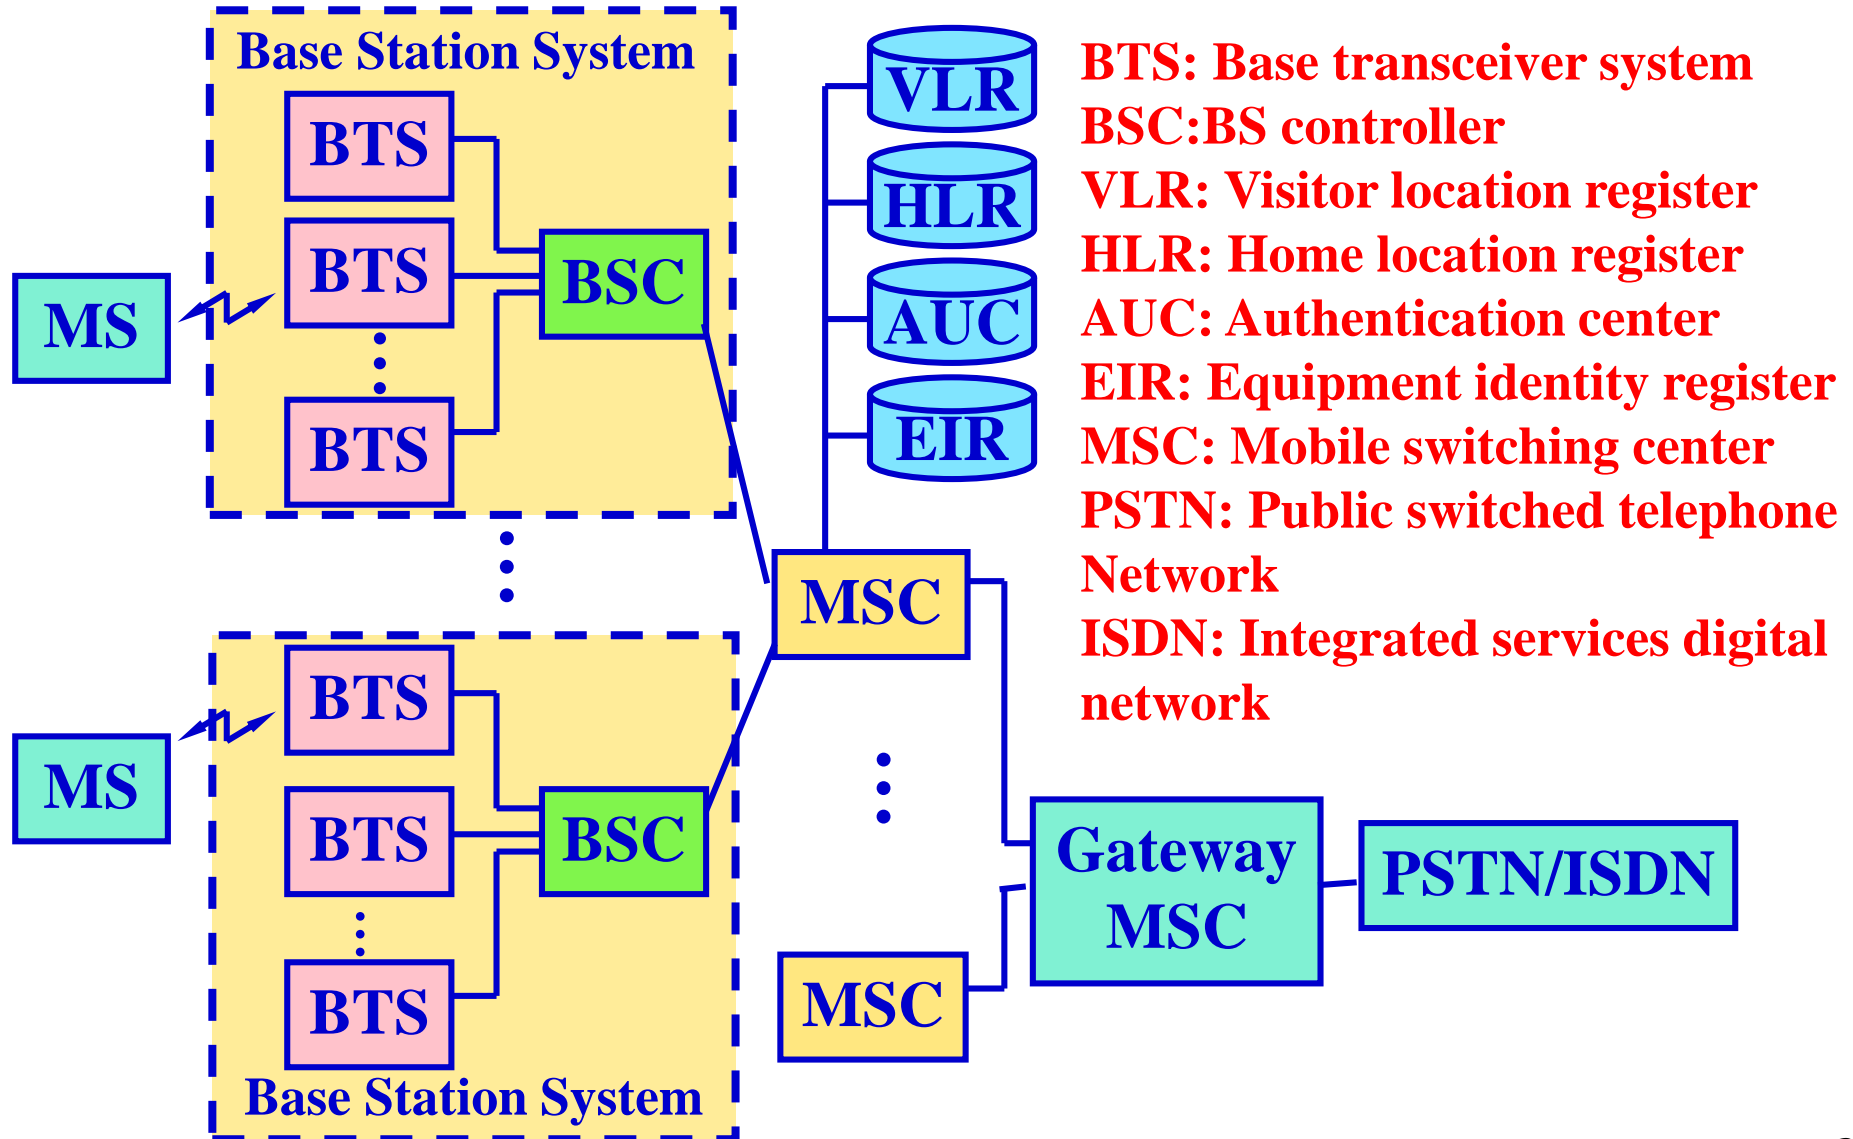 Base Station System
BTS
BTS
BTS
BSC
MS
VLR
HLR
AUC
EIR
BTS: Base transceiver system
BSC:BS controller
VLR: Visitor location register
HLR: Home location register
AUC: Authentication center
EIR: Equipment identity register
MSC: Mobile switching center
PSTN: Public switched telephone
Network
ISDN: Integrated services digital
network
MSC
BTS
MS
BTS
BSC
BTS
Base Station System
MSC
Gateway
MSC
PSTN/ISDN